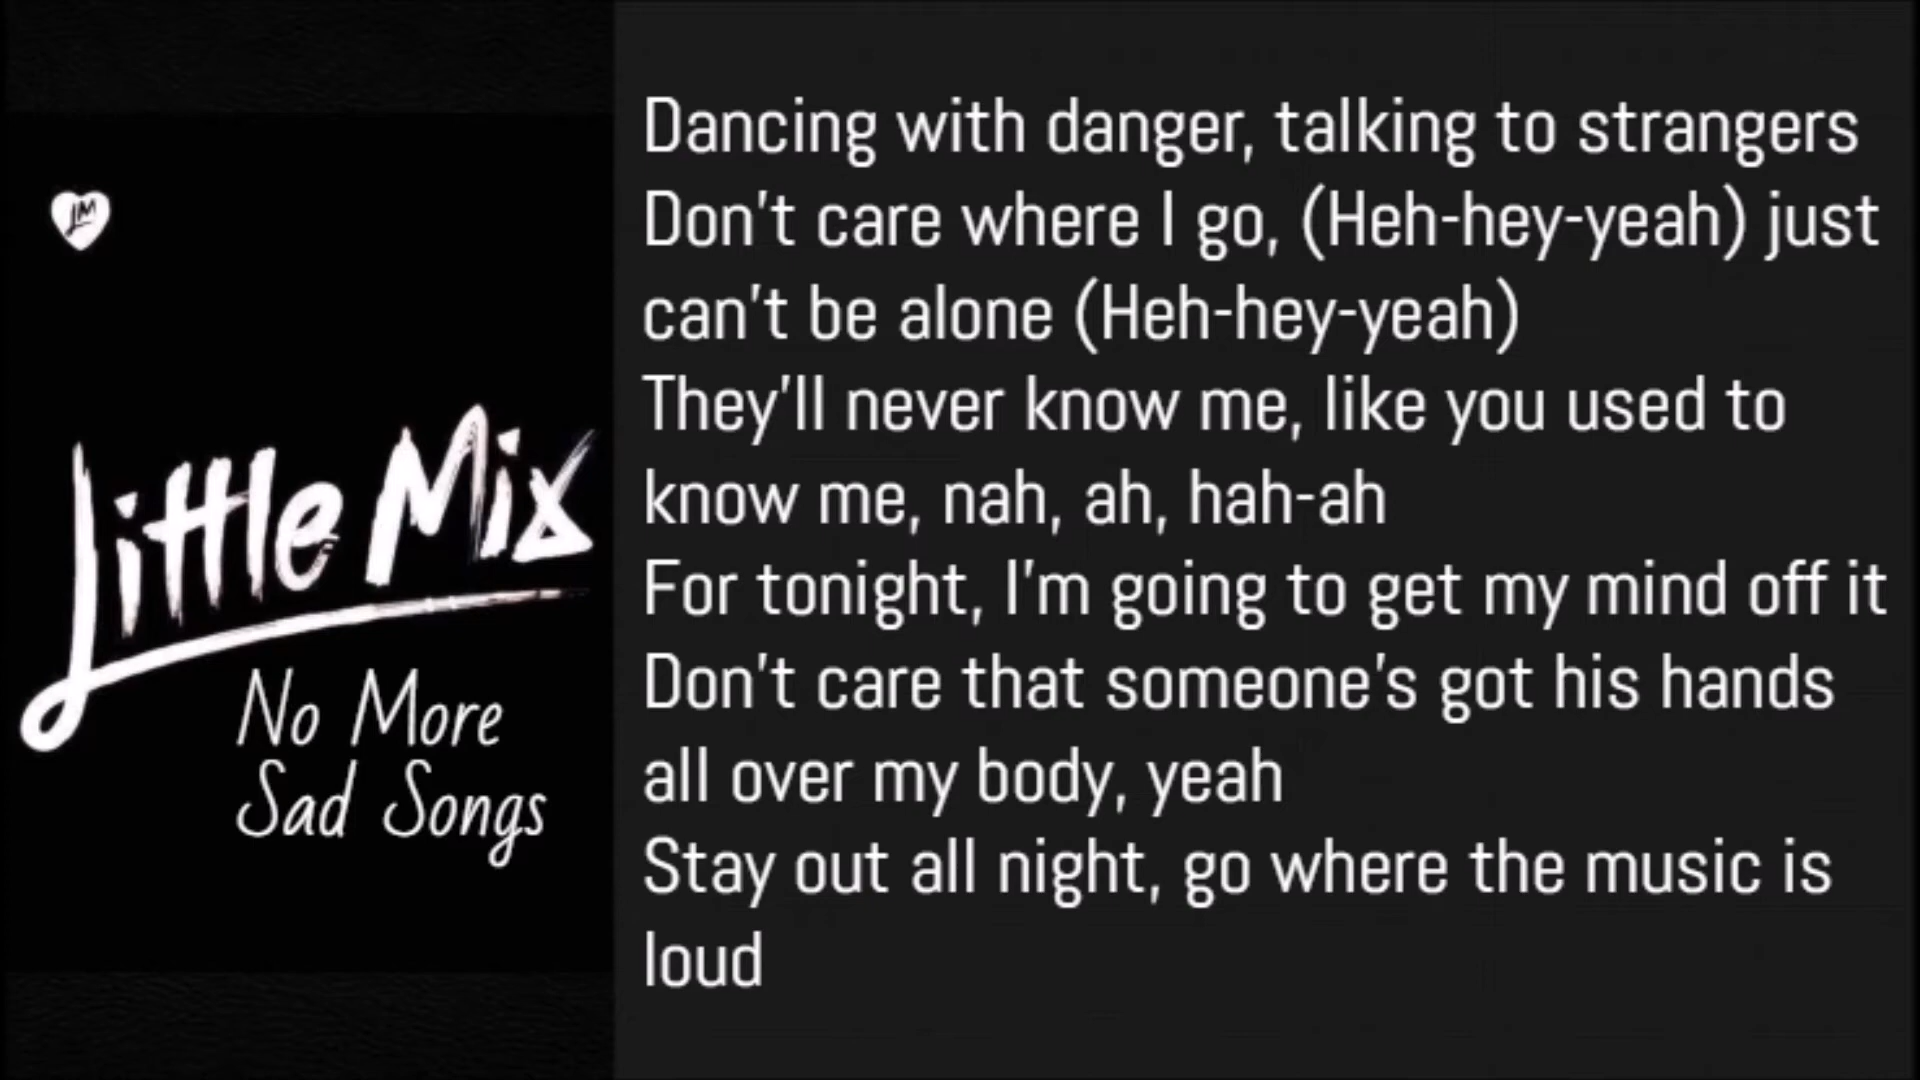 LM
Little Mix
No More
Sad Songs
Dancing with danger, talking to strangers
Don't care where I go, (Heh-hey-yeah) just
can't be alone (Heh-hey-yeah)
They'll never know me, like you used to
know me, nah, ah, hah-ah
For tonight, I'm going to get my mind off it
Don't care that someone's got his hands
all over my body, yeah
Stay out all night, go where the music is
loud